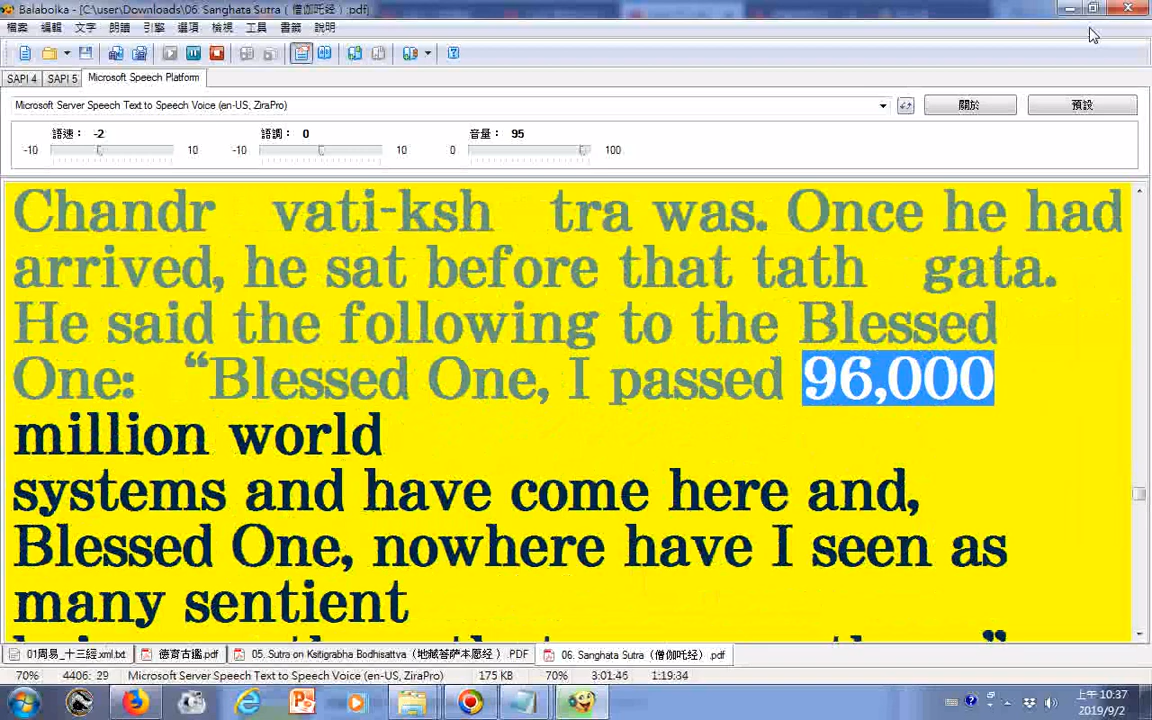 Balabolka - [C:\user\Downloads\06. Sanghata Sutra（僧伽吒经）.pdf]
檔案 編輯 文字 朗讀 引擎 選項 檢視 工具 書籤 說明
SAPI 4 SAPI 5 Microsoft Speech Platform
Microsoft Server Speech Text to Speech Voice (en-US, ZiraPro) 關於 預設
語速： -2 語調： 0 音量： 95
-10 10 -10 10 0 100
Chandr vati-ksh tra was. Once he had
arrived, he sat before that tath gata.
He said the following to the Blessed
One: “Blessed One, I passed 96,000
million world
systems and have come here and,
Blessed One, nowhere have I seen as
many sentient
01周易_十三經.xml.txt 德育古鑑.pdf 05. Sutra on Ksitigrabha Bodhisattva（地藏菩萨本愿经）.PDF 06. Sanghata Sutra（僧伽吒经）.pdf
70% 4406: 29 Microsoft Server Speech Text to Speech Voice (en-US, ZiraPro) 175 KB 70% 3:01:46 1:19:34
上午 10:37
2019/9/2